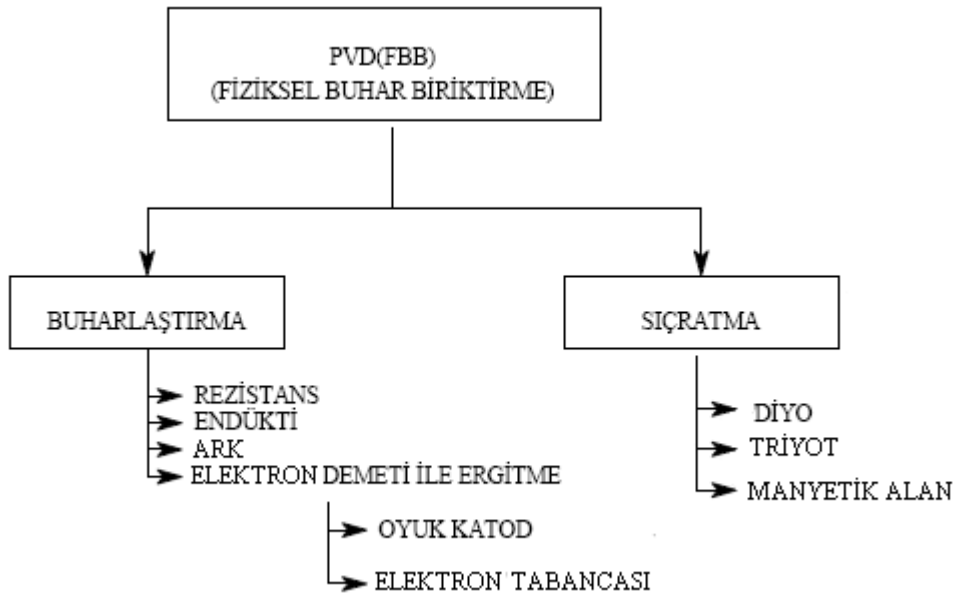 PVD(FBB)
(FİZİKSEL BUHAR BİRİKTİRME)
BUHARLAŞTIRMA
SIÇRATMA
REZİSTANS
ENDÜKTİ
ARK
ELEKTRON DEMETİ İLE ERGİTME
OYUK KATOD
ELEKTRON TABANCASI
DİYO
TRİYOT
MANYETİK ALAN